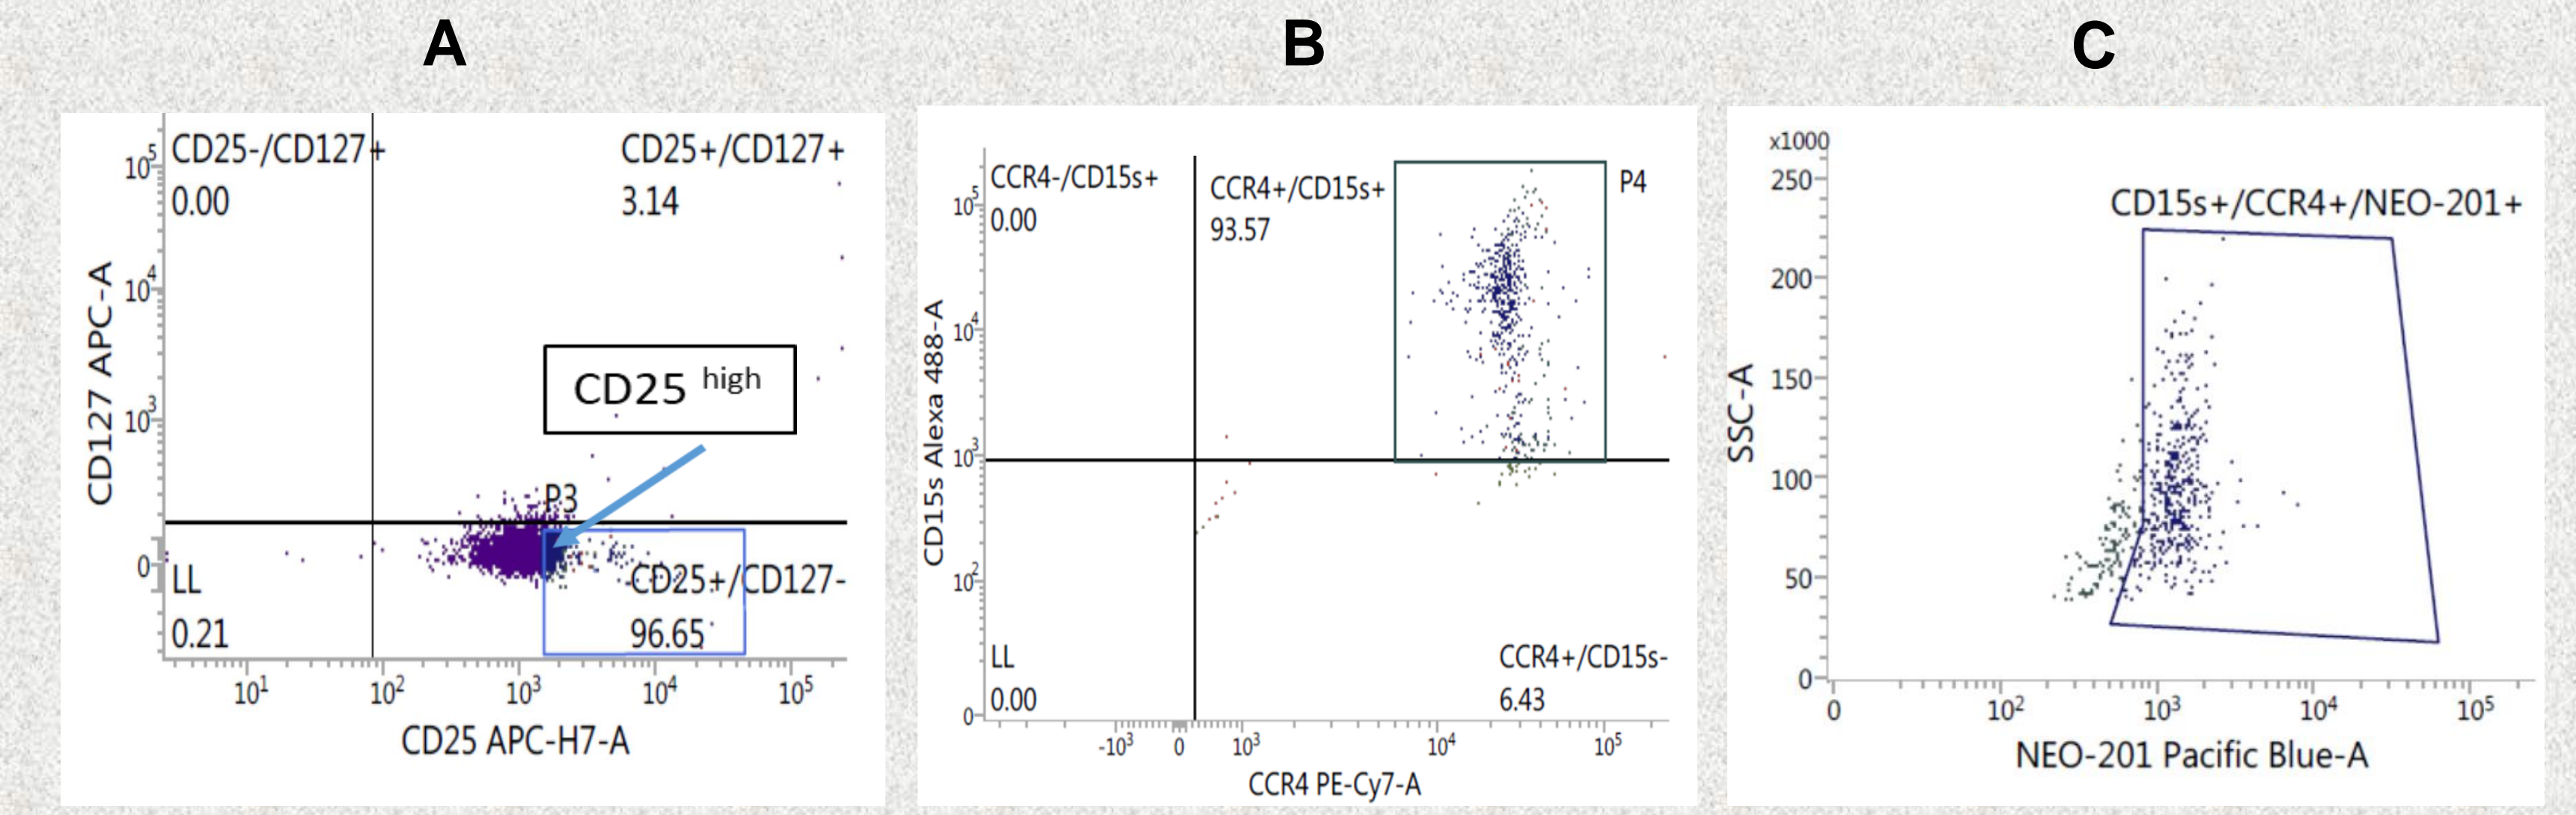 A
B
C
CD25-/CD127+
0.00
CD25+/CD127+
3.14
10^5
10^4
10^3
0
CD127 APC-A
CD25 high
P3
LL
0.21
CD25+/CD127-
96.65
10^1
10^2
10^3
10^4
10^5
CD25 APC-H7-A
CCR4-/CD15s+
0.00
CCR4+/CD15s+
93.57
P4
10^5
10^4
10^3
10^2
0
CD15s Alexa 488-A
LL
0.00
CCR4+/CD15s-
6.43
-10^3
0
10^3
10^4
10^5
CCR4 PE-Cy7-A
x1000
250
200
150
100
50
0
SSC-A
CD15s+/CCR4+/NEO-201+
0
10^2
10^3
10^4
10^5
NEO-201 Pacific Blue-A